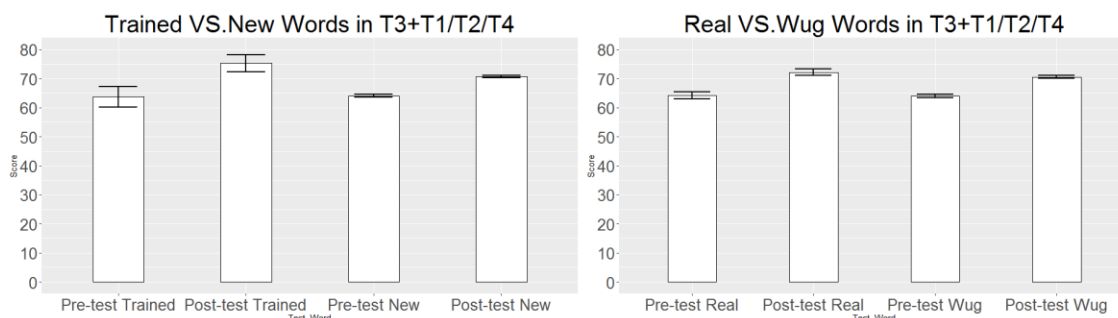 Trained VS.New Words in T3+T1/T2/T4
80
70
60
50
40
30
20
10
0
Score
Pre-test Trained Post-test Trained Pre-test New Post-test New
Test_Word
Real VS.Wug Words in T3+T1/T2/T4
80
70
60
50
40
30
20
10
0
Score
Pre-test Real Post-test Real Pre-test Wug Post-test Wug
Test_Word